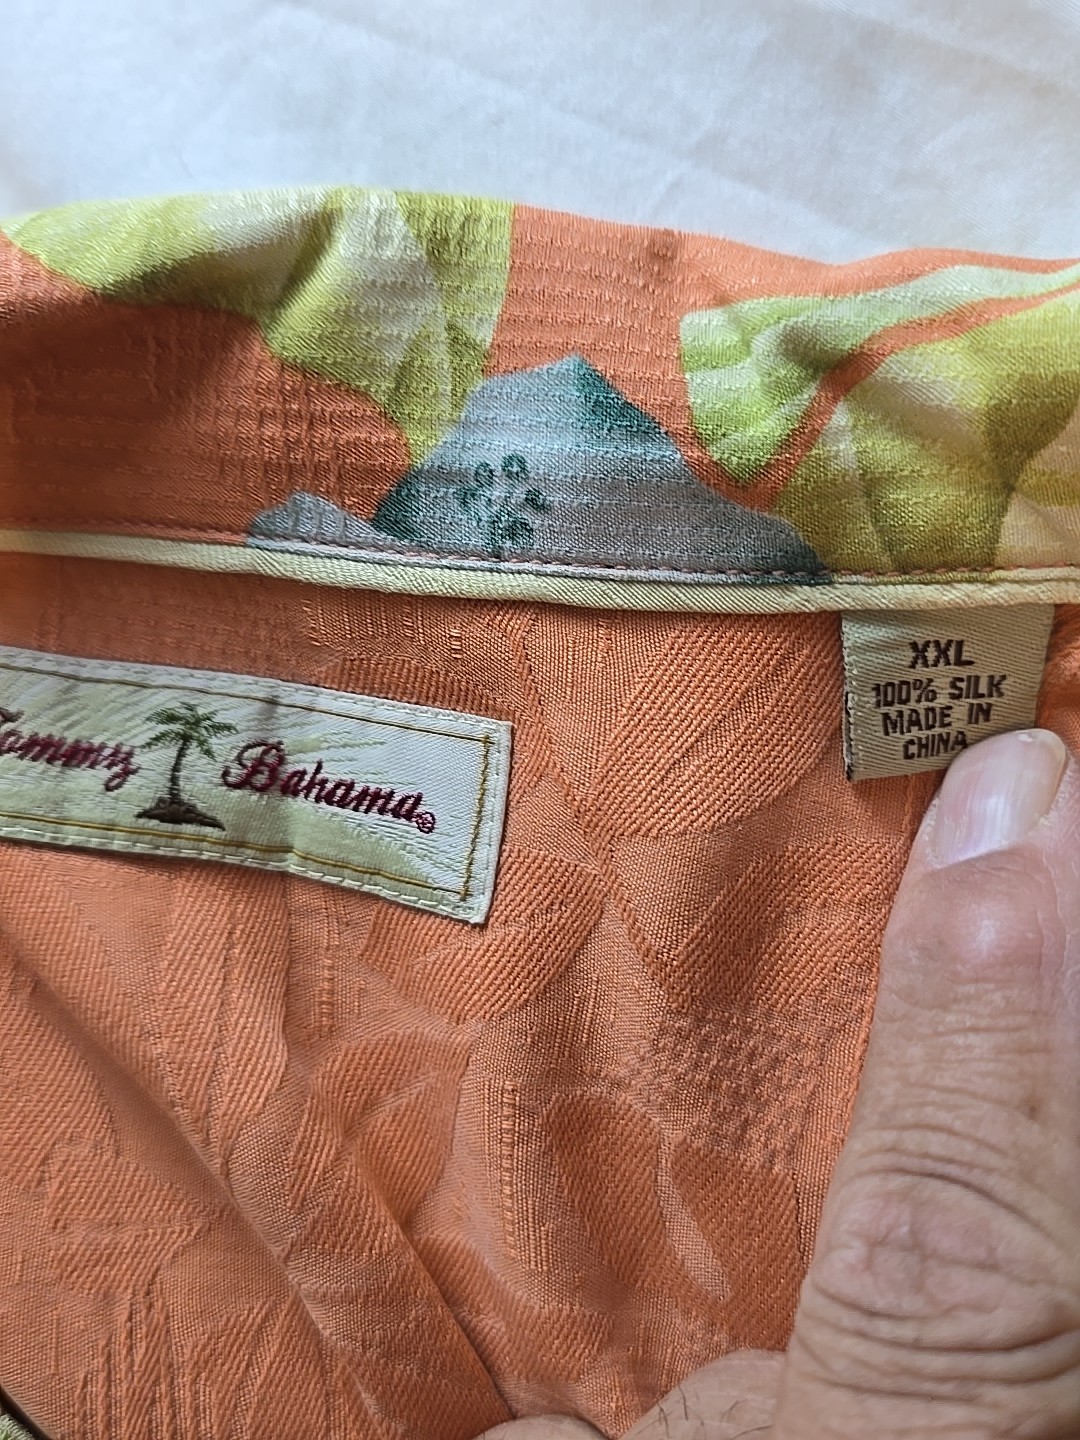 Tommy Bahama®
XXL
100% SILK
MADE IN
CHINA